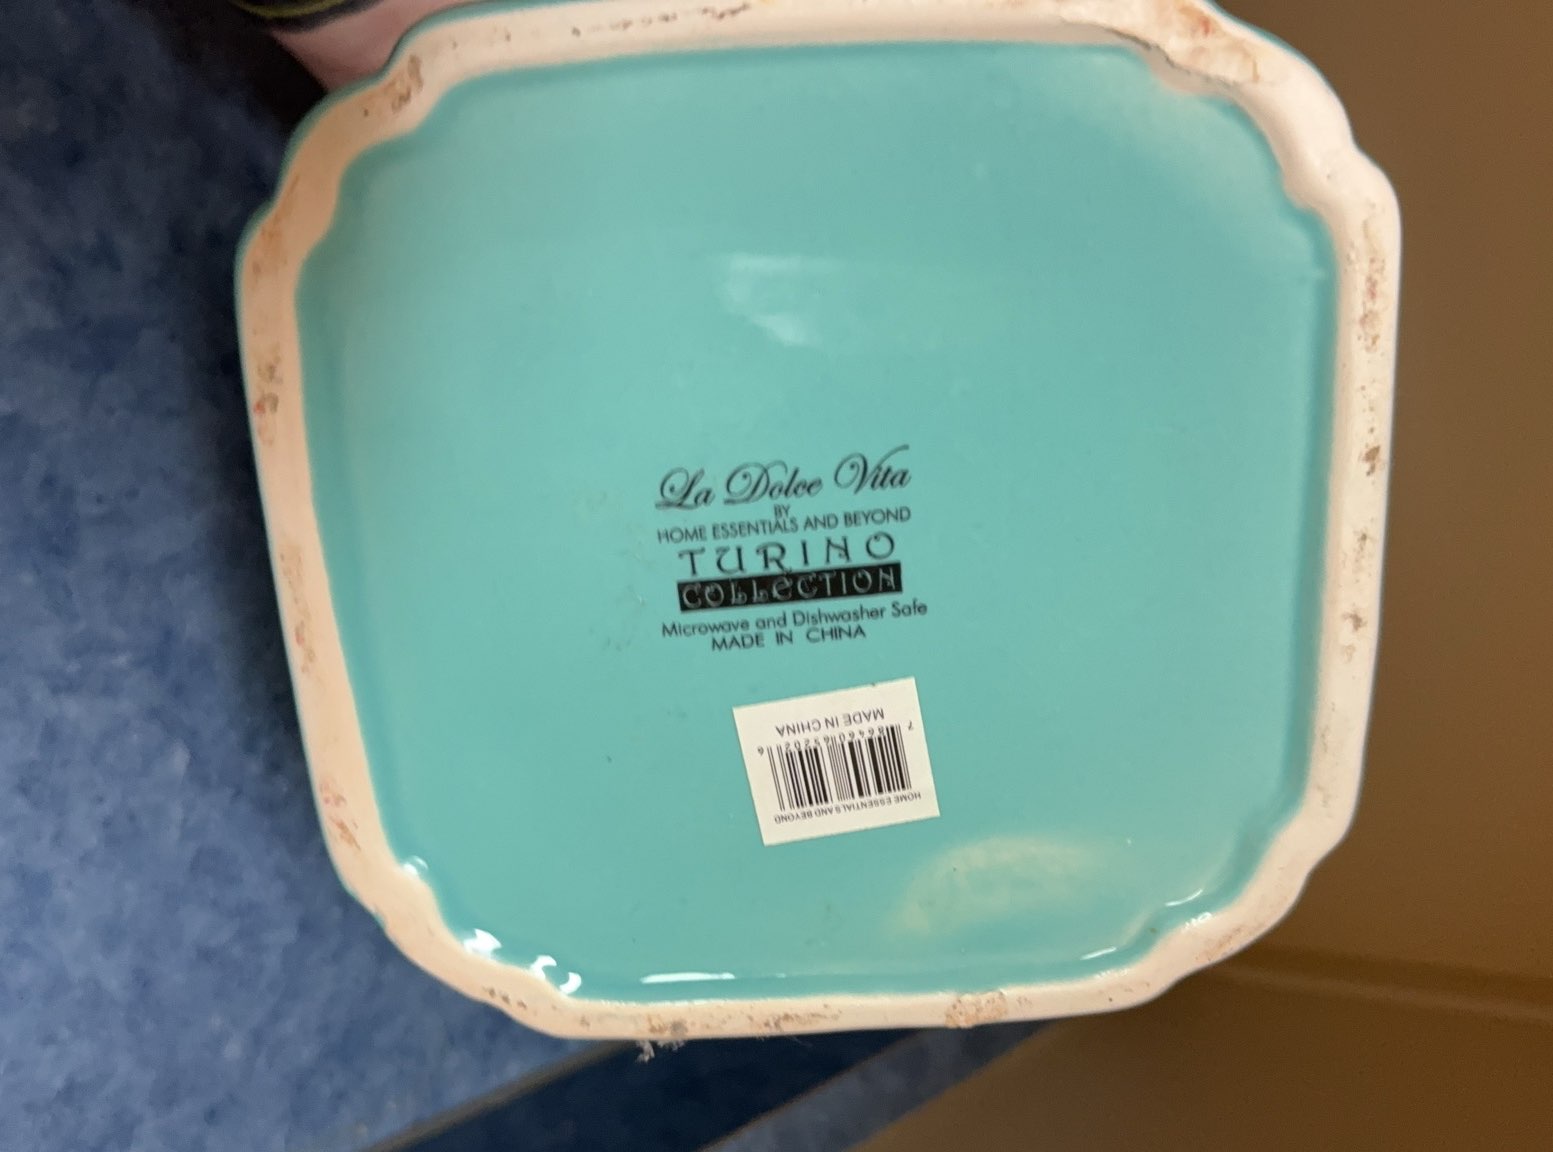 La Dolce Vita
BY
HOME ESSENTIALS AND BEYOND
TURINO
COLLECTION
Microwave and Dishwasher Safe
MADE IN CHINA
HOME ESSENTIALS AND BEYOND
MADE IN CHINA